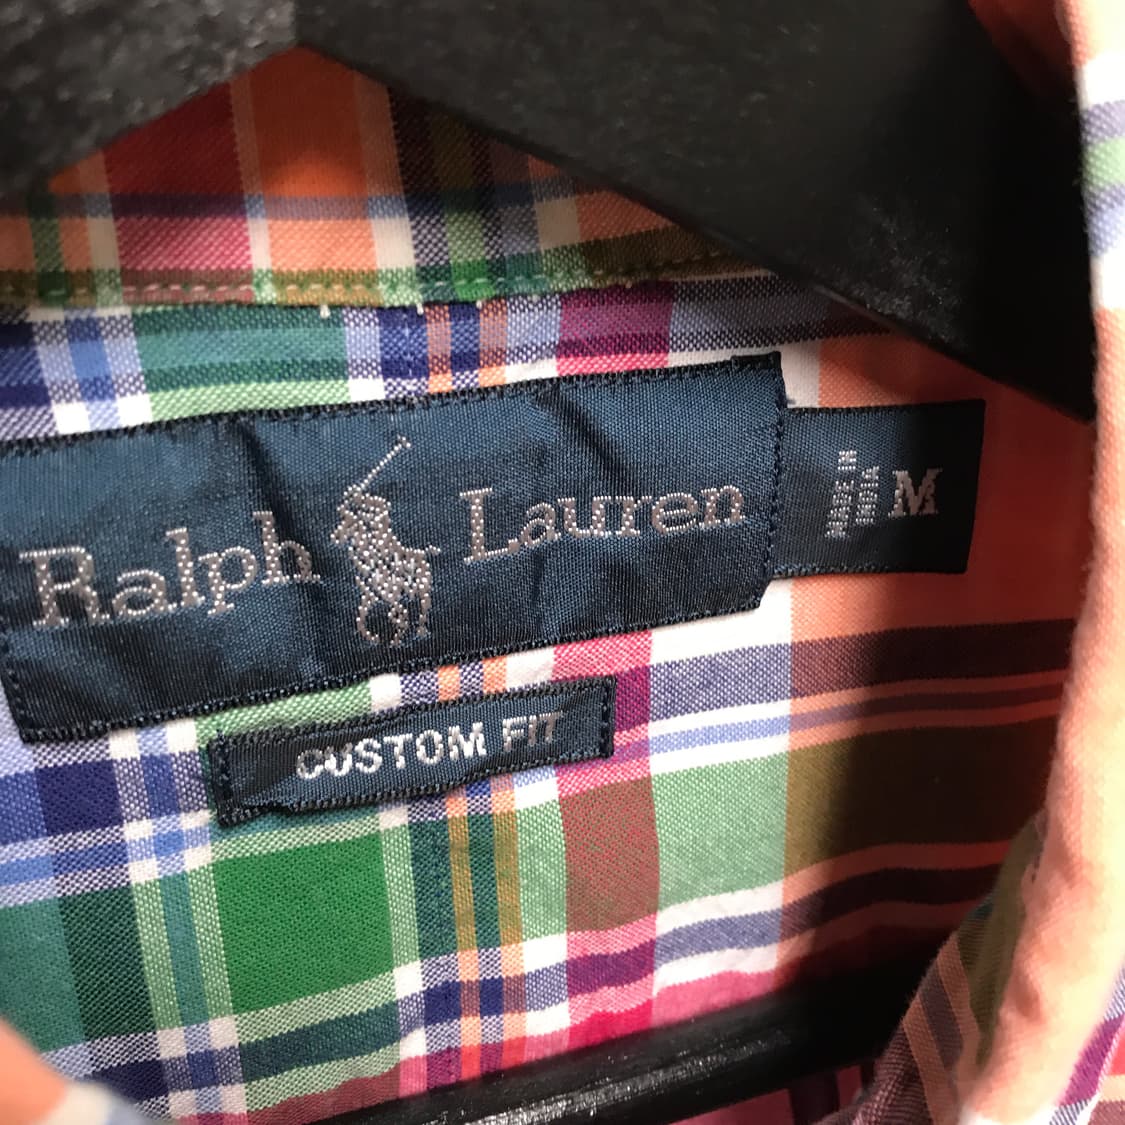 Ralph Lauren
M
CUSTOM FIT